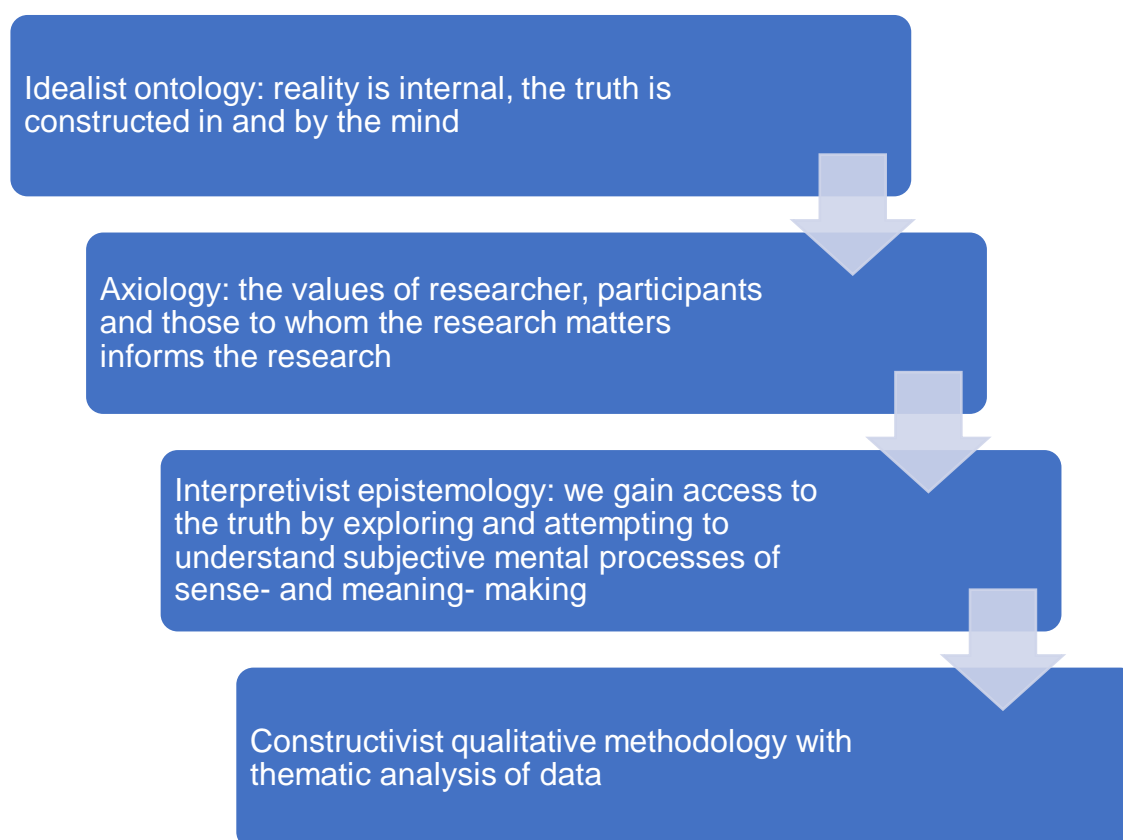 Idealist ontology: reality is internal, the truth is
constructed in and by the mind
Axiology: the values of researcher, participants
and those to whom the research matters
informs the research
Interpretivist epistemology: we gain access to
the truth by exploring and attempting to
understand subjective mental processes of
sense- and meaning- making
Constructivist qualitative methodology with
thematic analysis of data